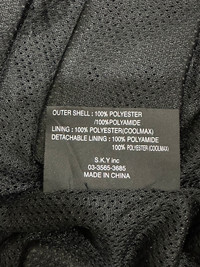 OUTER SHELL : 100% POLYESTER
/100% POLYAMIDE
LINING : 100% POLYESTER(COOLMAX)
DETACHABLE LINING : 100% POLYAMIDE
100% POLYESTER (COOLMAX)
S.K.Y inc
03-3565-3685
MADE IN CHINA